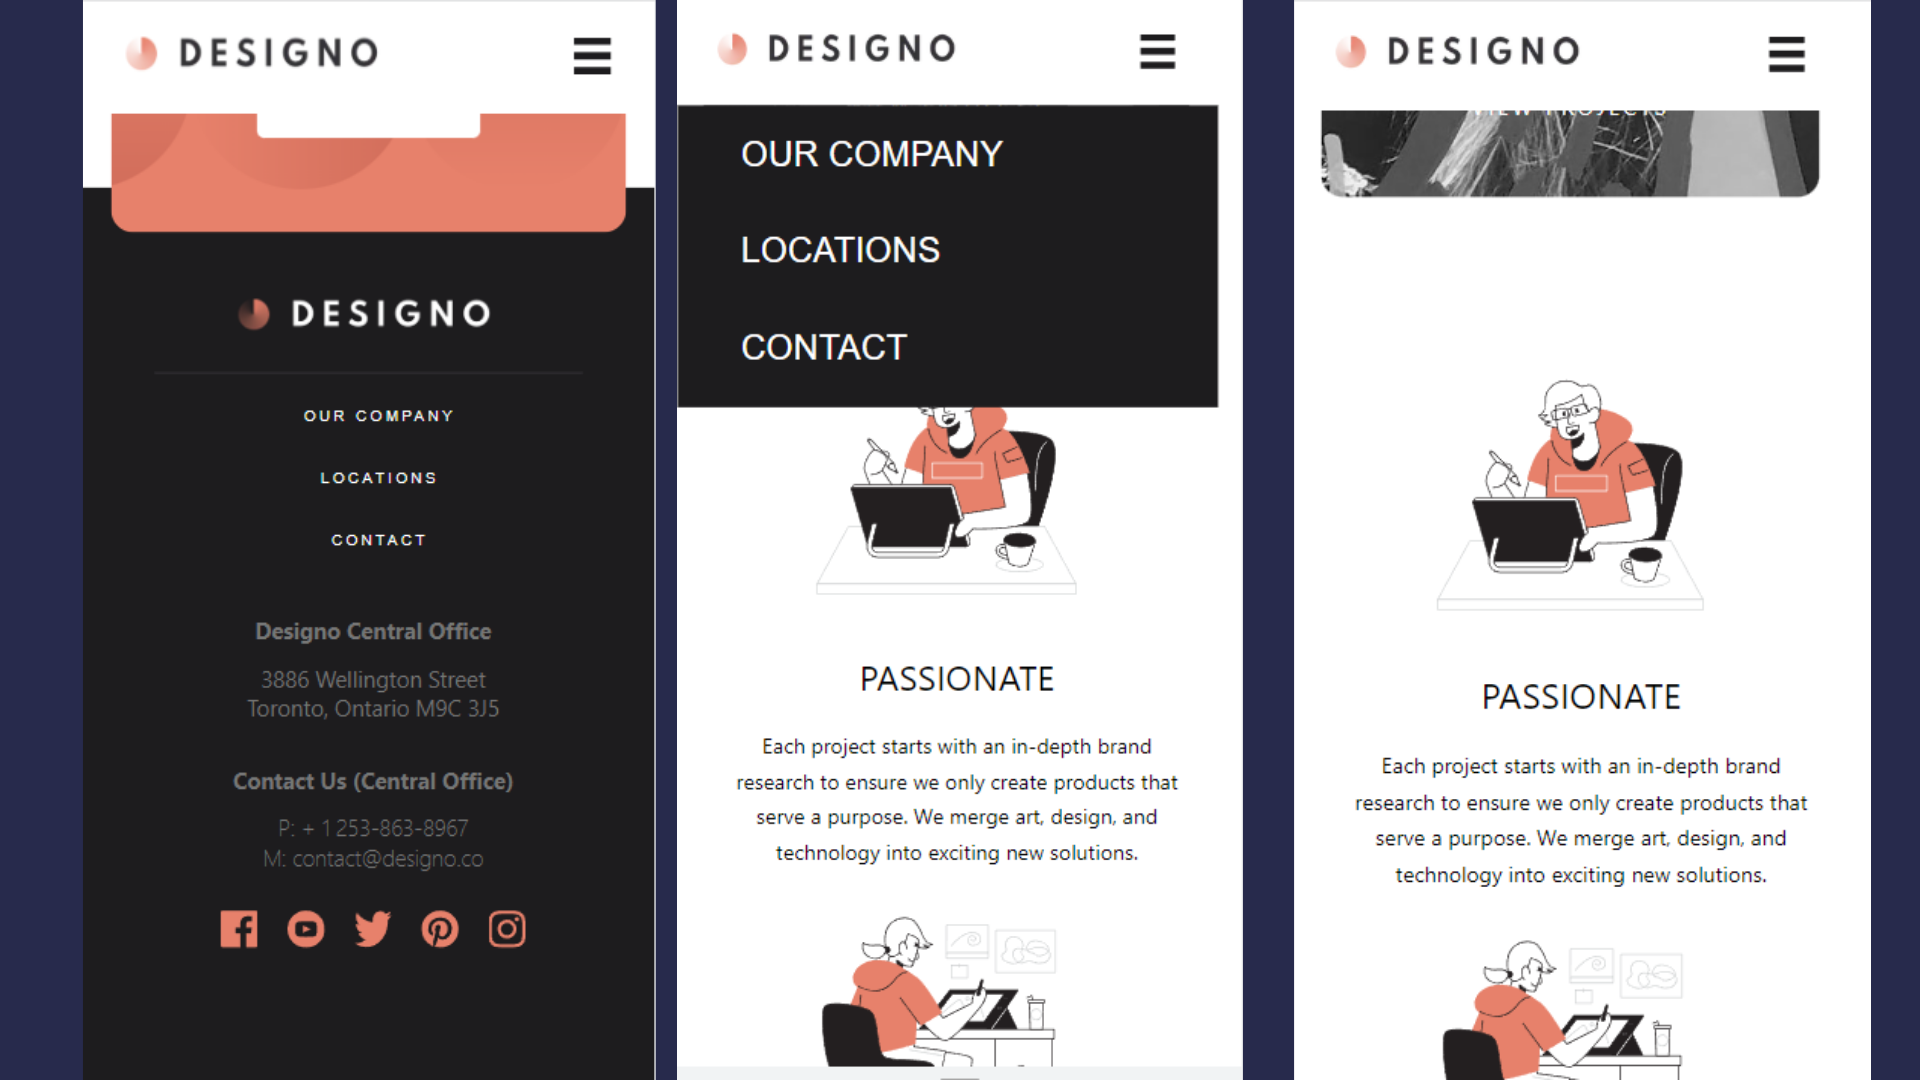 DESIGNO
DESIGNO
OUR COMPANY
LOCATIONS
CONTACT
Designo Central Office
3886 Wellington Street
Toronto, Ontario M9C 3J5
Contact Us (Central Office)
P: + 1 253-863-8967
M: contact@designo.co
DESIGNO
OUR COMPANY
LOCATIONS
CONTACT
PASSIONATE
Each project starts with an in-depth brand
research to ensure we only create products that
serve a purpose. We merge art, design, and
technology into exciting new solutions.
DESIGNO
VIEW PROJECTS
PASSIONATE
Each project starts with an in-depth brand
research to ensure we only create products that
serve a purpose. We merge art, design, and
technology into exciting new solutions.